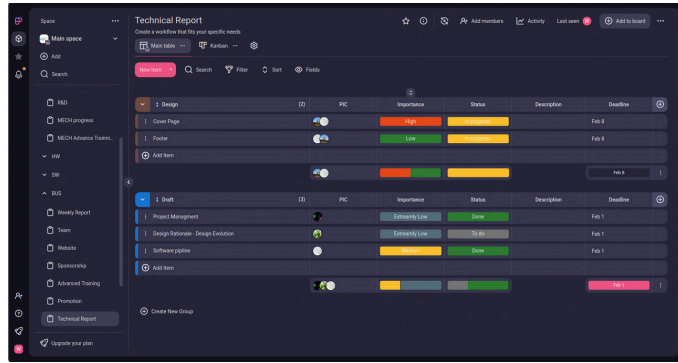 Space
Main space
Add
Search
R&D
MECH progress
MECH Advance Trainni...
HW
SW
BUS
Weekly Report
Team
Website
Sponsorship
Advanced Training
Promotion
Technical Report
Upgrade your plan
Technical Report
Create a workflow that fits your specific needs
Add members
Activity
Last seen
W
Add to board
Main table
Kanban
New Item
Search
Filter
Sort
Fields
Design (2) PIC Importance Status Description Deadline
Cover Page High In progress Feb 8
Footer Low In progress Feb 8
Add Item
Feb 8
Draft (3) PIC Importance Status Description Deadline
Project Managment Extreamly Low Done Feb 1
Design Rationale - Design Evolution Extreamly Low To do Feb 1
Software pipline Medium Done Feb 1
Add Item
Feb 1
Create New Group
W